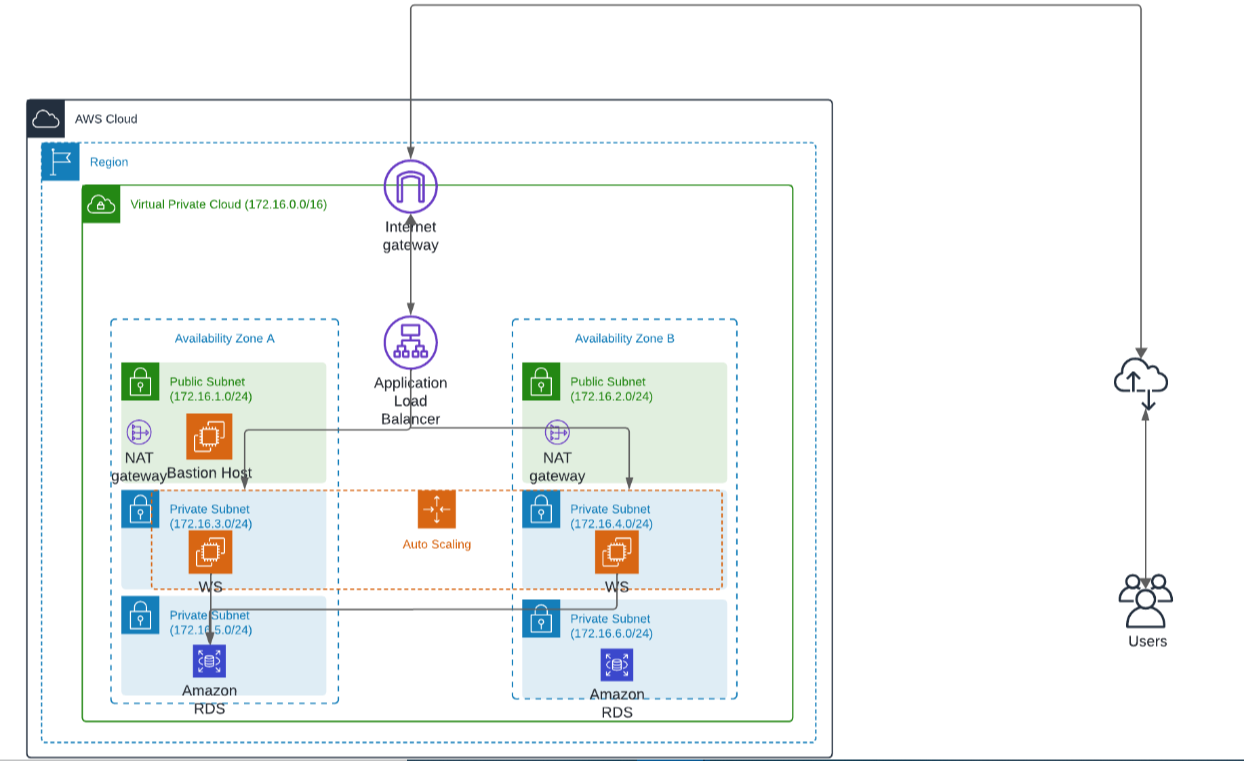 AWS Cloud
Region
Virtual Private Cloud (172.16.0.0/16)
Internet
gateway
Availability Zone A
Application
Load
Balancer
Availability Zone B
Public Subnet
(172.16.1.0/24)
NAT
gateway
Bastion Host
Public Subnet
(172.16.2.0/24)
NAT
gateway
Private Subnet
(172.16.3.0/24)
WS
Auto Scaling
Private Subnet
(172.16.4.0/24)
WS
Private Subnet
(172.16.5.0/24)
Amazon
RDS
Private Subnet
(172.16.6.0/24)
Amazon
RDS
Users